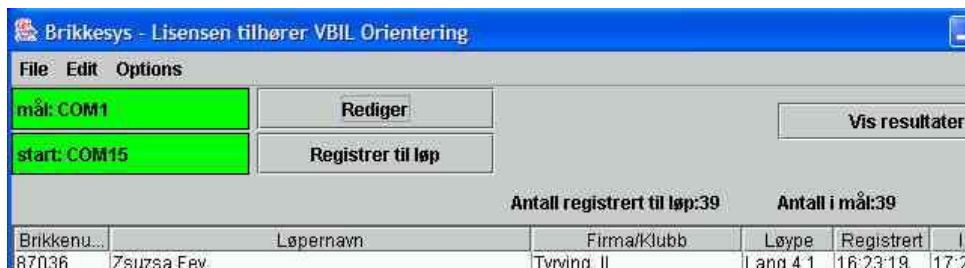 Brikkesys - Lisensen tilhører VBIL Orientering
File Edit Options
mål: COM1 Rediger Vis resultater
start: COM15 Registrer til løp
Antall registrert til løp:39 Antall i mål:39
Brikkenu... Løpernavn Firma/Klubb Løype Registrert
87036 Zsuzsa Fey Tyrving, Il Lang 4,1 16:23:19 17:2